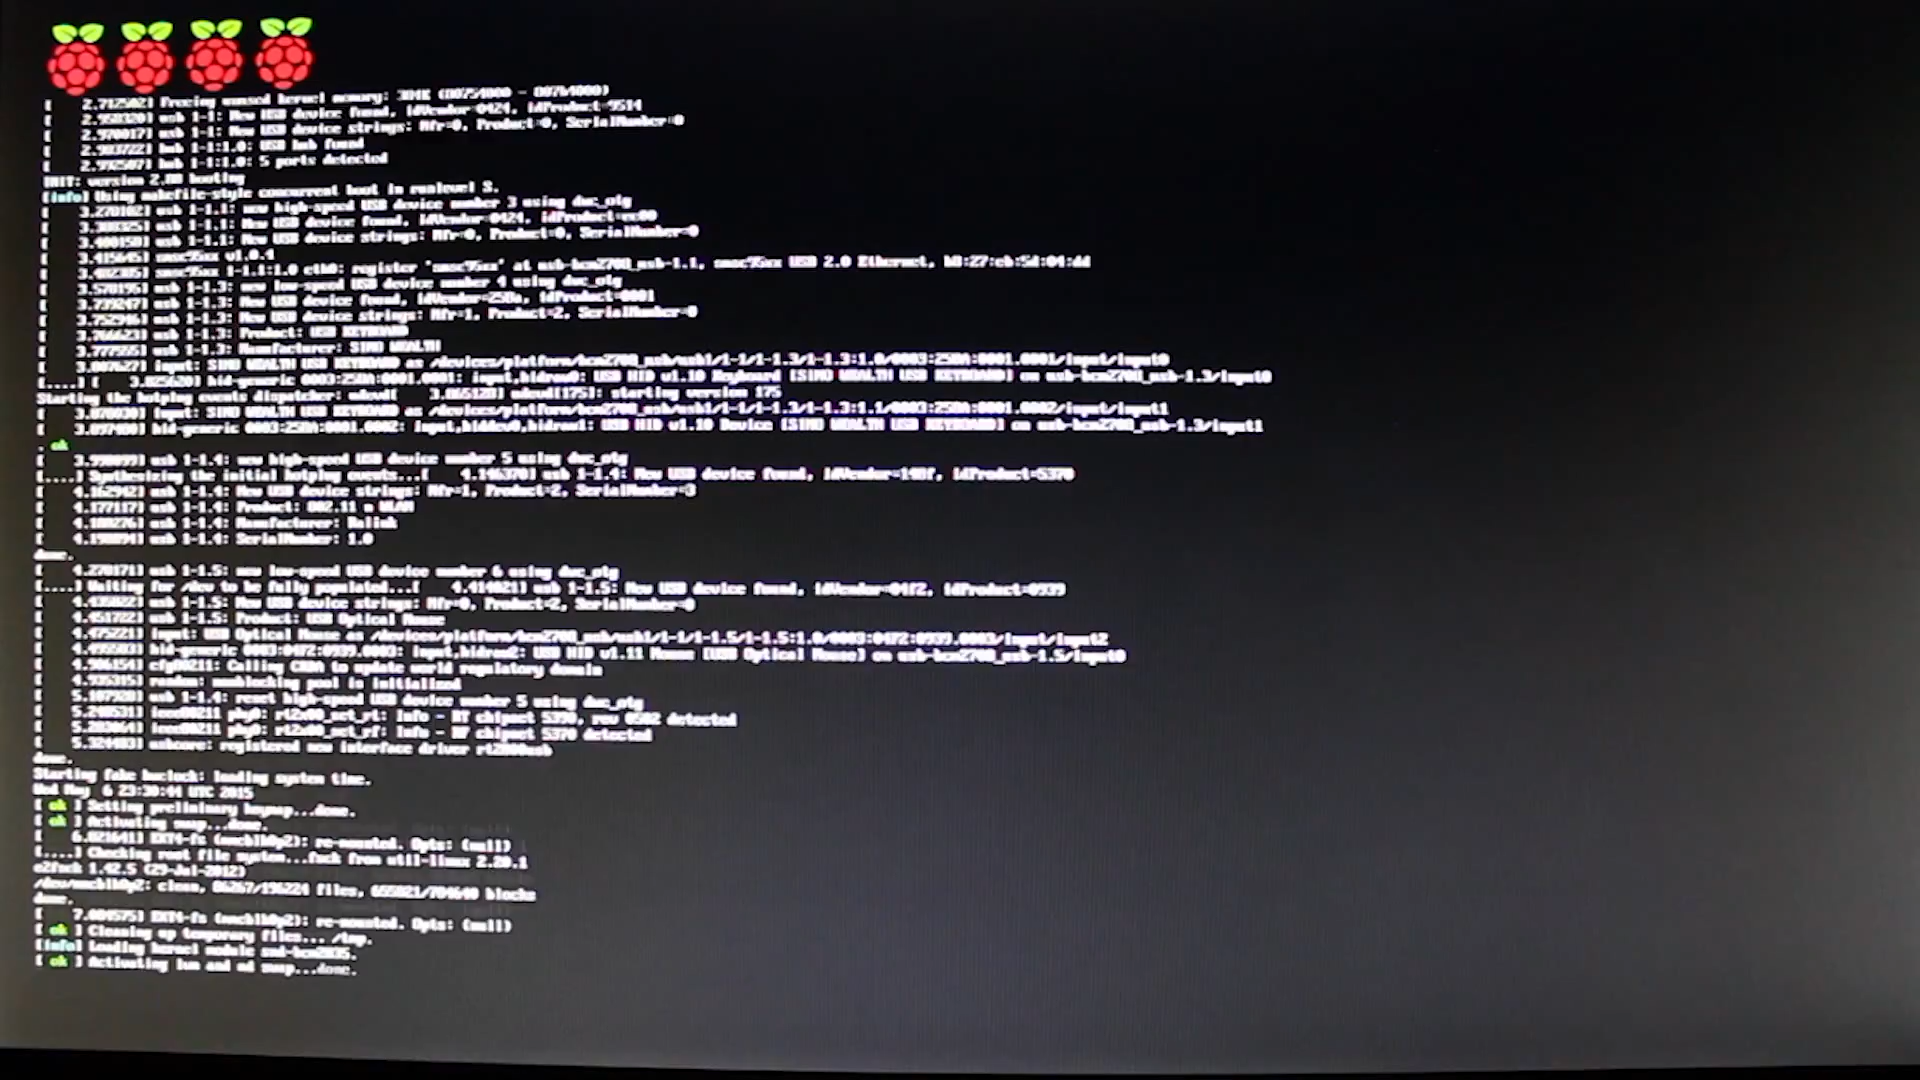 [ 2.712502] Freeing unused kernel memory: (80754000 - 807b4000)
[ 2.958320] usb 1-1: New USB device found, idVendor=0424, idProduct=9514
[ 2.970017] usb 1-1: New USB device strings: Mfr=0, Product=0, SerialNumber=0
[ 2.983722] hub 1-1:1.0: USB hub found
[ 2.992507] hub 1-1:1.0: 5 ports detected
INIT: version 2.88 booting
[info] Using makefile-style concurrent boot in runlevel S.
[ 3.270102] usb 1-1.1: new high-speed USB device number 3 using dwc_otg
[ 3.388325] usb 1-1.1: New USB device found, idVendor=0424, idProduct=ec00
[ 3.400158] usb 1-1.1: New USB device strings: Mfr=0, Product=0, SerialNumber=0
[ 3.415645] smsc95xx v1.0.4
[ 3.482385] smsc95xx 1-1.1:1.0 eth0: register 'smsc95xx' at usb-bcm2708_usb-1.1, smsc95xx USB 2.0 Ethernet, b8:27:eb:5d:04:dd
[ 3.570195] usb 1-1.3: new low-speed USB device number 4 using dwc_otg
[ 3.739247] usb 1-1.3: New USB device found, idVendor=258a, idProduct=0001
[ 3.752946] usb 1-1.3: New USB device strings: Mfr=1, Product=2, SerialNumber=0
[ 3.766623] usb 1-1.3: Product: USB KEYBOARD
[ 3.777555] usb 1-1.3: Manufacturer: SINO WEALTH
[ 3.807627] input: SINO WEALTH USB KEYBOARD as /devices/platform/bcm2708_usb/usb1/1-1/1-1.3/1-1.3:1.0/0003:258A:0001.0001/input/input0
[....] [ 3.825620] hid-generic 0003:258A:0001.0001: input,hidraw0: USB HID v1.10 Keyboard [SINO WEALTH USB KEYBOARD] on usb-bcm2708_usb-1.3/input0
Starting the hotplug events dispatcher: udevd[ 3.865128] udevd[175]: starting version 175
[ 3.878030] input: SINO WEALTH USB KEYBOARD as /devices/platform/bcm2708_usb/usb1/1-1/1-1.3/1-1.3:1.1/0003:258A:0001.0002/input/input1
[ 3.897480] hid-generic 0003:258A:0001.0002: input,hiddev0,hidraw1: USB HID v1.10 Device [SINO WEALTH USB KEYBOARD] on usb-bcm2708_usb-1.3/input1
. ok
[ 3.998099] usb 1-1.4: new high-speed USB device number 5 using dwc_otg
[....] Synthesizing the initial hotplug events...[ 4.146370] usb 1-1.4: New USB device found, idVendor=148f, idProduct=5370
[ 4.162942] usb 1-1.4: New USB device strings: Mfr=1, Product=2, SerialNumber=3
[ 4.177117] usb 1-1.4: Product: 802.11 n WLAN
[ 4.188276] usb 1-1.4: Manufacturer: Ralink
[ 4.198894] usb 1-1.4: SerialNumber: 1.0
done.
[ 4.278171] usb 1-1.5: new low-speed USB device number 6 using dwc_otg
[....] Waiting for /dev to be fully populated...[ 4.414021] usb 1-1.5: New USB device found, idVendor=04f2, idProduct=0939
[ 4.435022] usb 1-1.5: New USB device strings: Mfr=0, Product=2, SerialNumber=0
[ 4.451722] usb 1-1.5: Product: USB Optical Mouse
[ 4.475221] input: USB Optical Mouse as /devices/platform/bcm2708_usb/usb1/1-1/1-1.5/1-1.5:1.0/0003:04F2:0939.0003/input/input2
[ 4.495503] hid-generic 0003:04F2:0939.0003: input,hidraw2: USB HID v1.11 Mouse [USB Optical Mouse] on usb-bcm2708_usb-1.5/input0
[ 4.906154] cfg80211: Calling CRDA to update world regulatory domain
[ 4.935315] random: nonblocking pool is initialized
[ 5.107920] usb 1-1.4: reset high-speed USB device number 5 using dwc_otg
[ 5.248531] ieee80211 phy0: rt2x00_set_rt: Info - RT chipset 5390, rev 0502 detected
[ 5.283064] ieee80211 phy0: rt2x00_set_rf: Info - RF chipset 5370 detected
[ 5.324483] usbcore: registered new interface driver rt2800usb
done.
Starting fake hwclock: loading system time.
Wed May 6 23:30:44 UTC 2015
[ ok ] Setting preliminary keymap...done.
[ ok ] Activating swap...done.
[ 6.821641] EXT4-fs (mmcblk0p2): re-mounted. Opts: (null)
[....] Checking root file system...fsck from util-linux 2.20.1
e2fsck 1.42.5 (29-Jul-2012)
/dev/mmcblk0p2: clean, 86267/196224 files, 655821/784640 blocks
done.
[ 7.084575] EXT4-fs (mmcblk0p2): re-mounted. Opts: (null)
[ ok ] Cleaning up temporary files... /tmp.
[info] Loading kernel module snd-bcm2835.
[ ok ] Activating lvm and md swap...done.